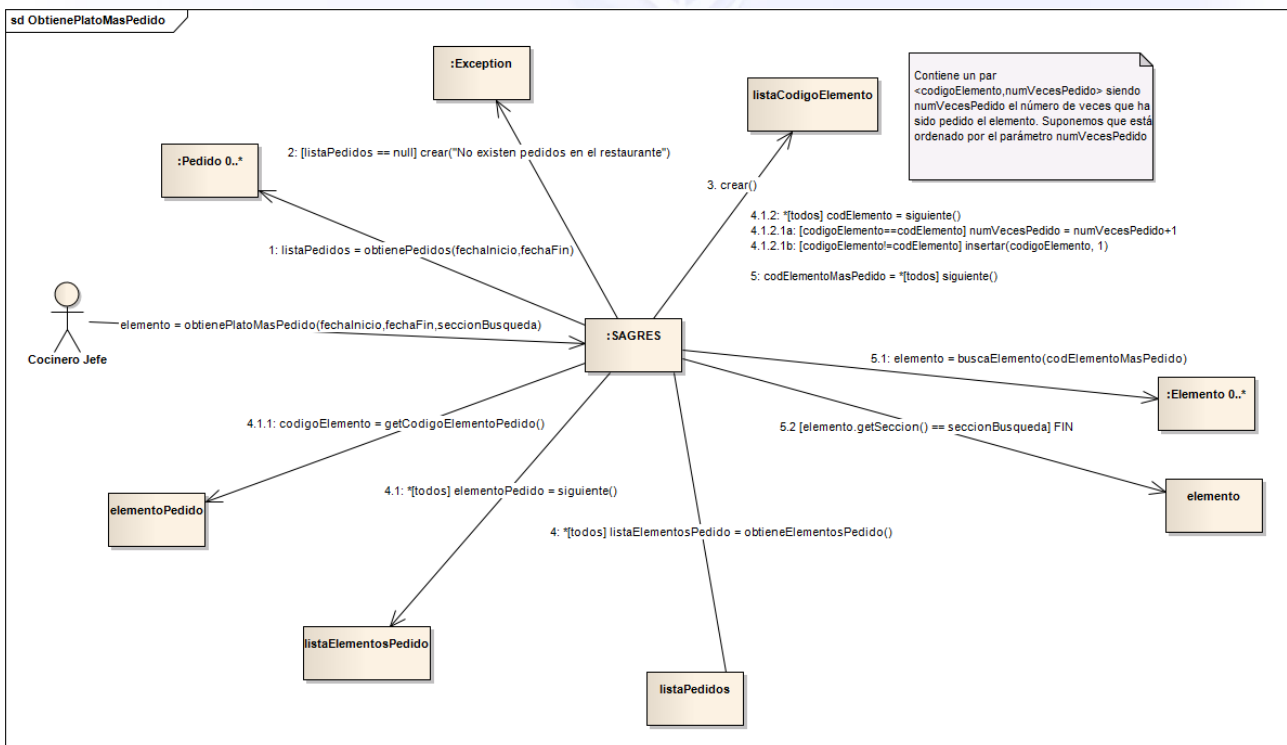 sd ObtienePlatoMasPedido
:Exception
listaCodigoElemento
Contiene un par
<codigoElemento,numVecesPedido> siendo
numVecesPedido el número de veces que ha
sido pedido el elemento. Suponemos que está
ordenado por el parámetro numVecesPedido
2: [listaPedidos == null] crear("No existen pedidos en el restaurante")
:Pedido 0..*
3. crear()
4.1.2: *[todos] codElemento = siguiente()
4.1.2.1a: [codigoElemento==codElemento] numVecesPedido = numVecesPedido+1
4.1.2.1b: [codigoElemento!=codElemento] insertar(codigoElemento, 1)
1: listaPedidos = obtienePedidos(fechaInicio,fechaFin)
5: codElementoMasPedido = *[todos] siguiente()
elemento = obtienePlatoMasPedido(fechaInicio,fechaFin,seccionBusqueda)
:SAGRES
Cocinero Jefe
5.1: elemento = buscaElemento(codElementoMasPedido)
:Elemento 0..*
4.1.1: codigoElemento = getCodigoElementoPedido()
5.2 [elemento.getSeccion() == seccionBusqueda] FIN
4.1: *[todos] elementoPedido = siguiente()
elemento
elementoPedido
4: *[todos] listaElementosPedido = obtieneElementosPedido()
listaElementosPedido
listaPedidos